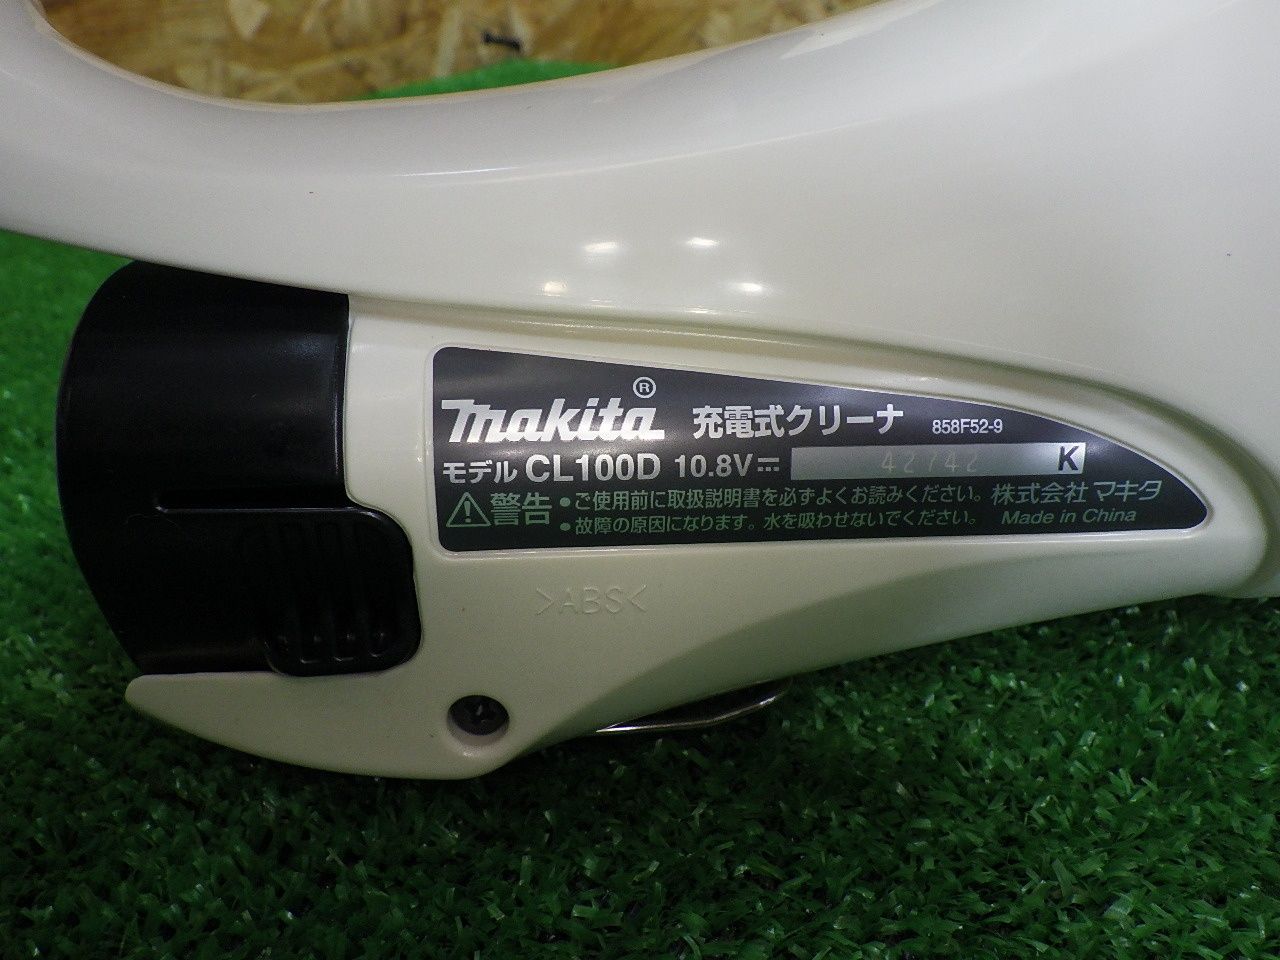 makita® 充電式クリーナ 858F52-9
モデル CL100D 10.8V⎓ 42742 K
⚠警告 •ご使用前に取扱説明書を必ずよくお読みください。 株式会社マキタ
•故障の原因になります。水を吸わせないでください。 Made in China
>ABS<